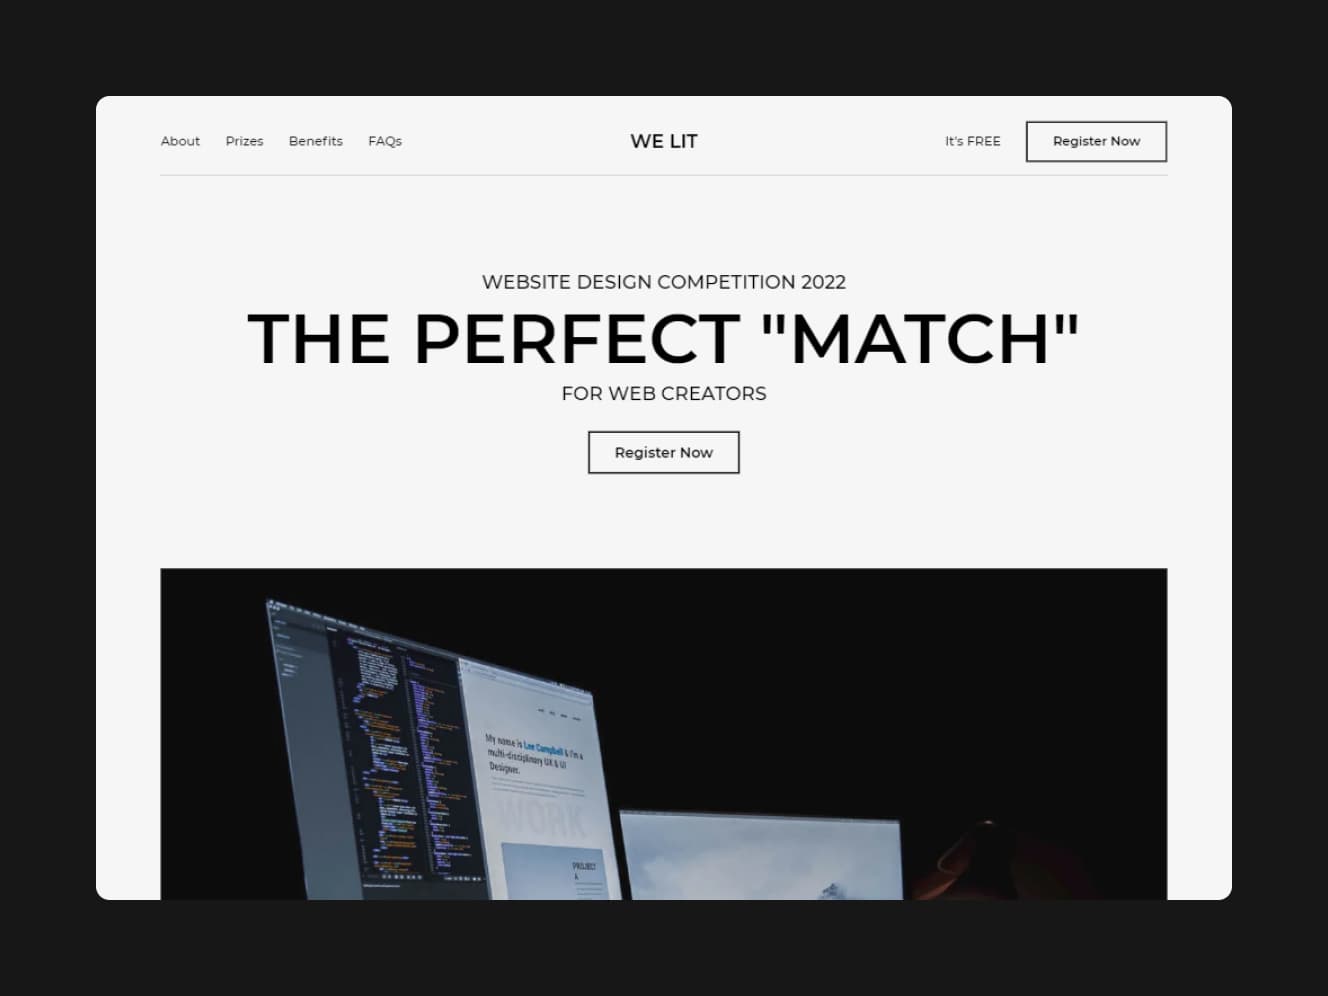 About Prizes Benefits FAQs WE LIT It's FREE Register Now
WEBSITE DESIGN COMPETITION 2022
THE PERFECT "MATCH"
FOR WEB CREATORS
Register Now
My name is Lee Campbell & I'm a
multi-disciplinary UX & UI
Designer.
WORK
PROJECT
A